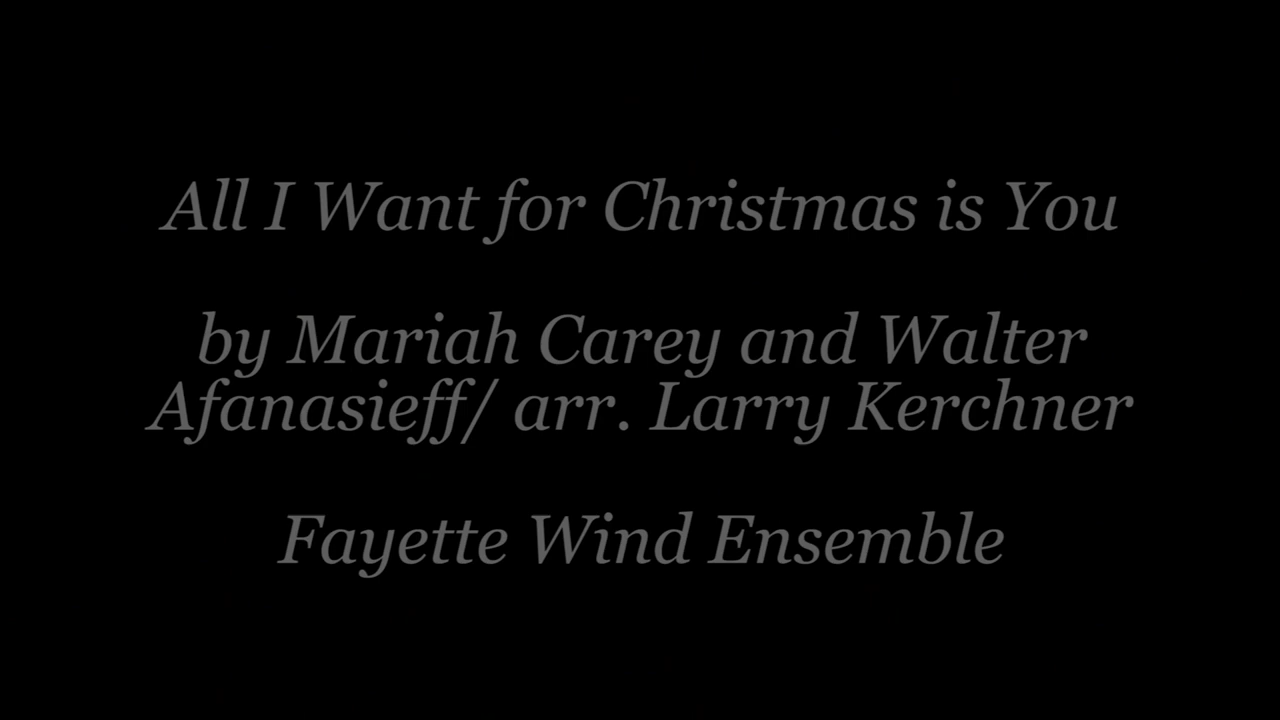 All I Want for Christmas is You
by Mariah Carey and Walter
Afanasieff/ arr. Larry Kerchner
Fayette Wind Ensemble